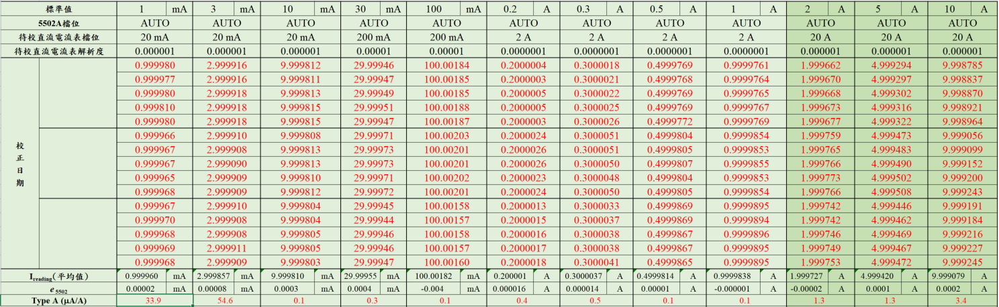 標準值 1 mA 3 mA 10 mA 30 mA 100 mA 0.2 A 0.3 A 0.5 A 1 A 2 A 5 A 10 A
5502A檔位 AUTO AUTO AUTO AUTO AUTO AUTO AUTO AUTO AUTO AUTO AUTO AUTO
待校直流電流表檔位 20 mA 20 mA 20 mA 200 mA 200 mA 2 A 2 A 2 A 2 A 20 A 20 A 20 A
待校直流電流表解析度 0.000001 0.000001 0.000001 0.00001 0.00001 0.0000001 0.0000001 0.0000001 0.0000001 0.000001 0.000001 0.000001
校正日期
0.999980 2.999916 9.999812 29.99946 100.00184 0.2000004 0.3000018 0.4999769 0.9999761 1.999662 4.999294 9.998785
0.999977 2.999916 9.999811 29.99947 100.00185 0.2000003 0.3000021 0.4999768 0.9999764 1.999670 4.999297 9.998837
0.999980 2.999918 9.999813 29.99949 100.00185 0.2000005 0.3000022 0.4999769 0.9999765 1.999668 4.999302 9.998870
0.999810 2.999918 9.999815 29.99951 100.00188 0.2000005 0.3000025 0.4999769 0.9999767 1.999673 4.999316 9.998921
0.999980 2.999918 9.999815 29.99947 100.00187 0.2000003 0.3000026 0.4999772 0.9999769 1.999677 4.999322 9.998964
0.999966 2.999910 9.999808 29.99971 100.00203 0.2000024 0.3000051 0.4999804 0.9999854 1.999759 4.999473 9.999056
0.999967 2.999908 9.999813 29.99973 100.00201 0.2000026 0.3000051 0.4999805 0.9999853 1.999765 4.999483 9.999099
0.999967 2.999090 9.999813 29.99973 100.00201 0.2000026 0.3000050 0.4999807 0.9999855 1.999766 4.999490 9.999152
0.999965 2.999909 9.999810 29.99971 100.00202 0.2000023 0.3000048 0.4999804 0.9999853 1.999773 4.999502 9.999200
0.999968 2.999909 9.999812 29.99972 100.00201 0.2000024 0.3000050 0.4999805 0.9999854 1.999766 4.999508 9.999243
0.999967 2.999910 9.999804 29.99945 100.00158 0.2000013 0.3000033 0.4999869 0.9999895 1.999742 4.999446 9.999191
0.999970 2.999908 9.999804 29.99944 100.00157 0.2000015 0.3000037 0.4999869 0.9999894 1.999742 4.999462 9.999184
0.999968 2.999908 9.999805 29.99946 100.00158 0.2000016 0.3000038 0.4999867 0.9999896 1.999746 4.999469 9.999216
0.999969 2.999911 9.999805 29.99946 100.00157 0.2000017 0.3000038 0.4999867 0.9999895 1.999749 4.999467 9.999227
0.999968 2.999909 9.999803 29.99947 100.00160 0.2000018 0.3000041 0.4999865 0.9999895 1.999753 4.999472 9.999245
I reading(平均值) 0.999960 mA 2.999857 mA 9.999810 mA 29.99955 mA 100.00182 mA 0.200001 A 0.3000037 A 0.4999814 A 0.9999838 A 1.999727 A 4.999420 A 9.999079 A
e 5502 0.00002 mA 0.00008 mA 0.0003 mA 0.0004 mA -0.004 mA 0.000016 A 0.000014 A 0.00001 A -0.000001 A -0.00002 A 0.0001 A 0.0002 A
Type A (μA/A) 33.9 54.6 0.1 0.3 0.1 0.4 0.5 0.1 0.1 1.3 1.3 3.4